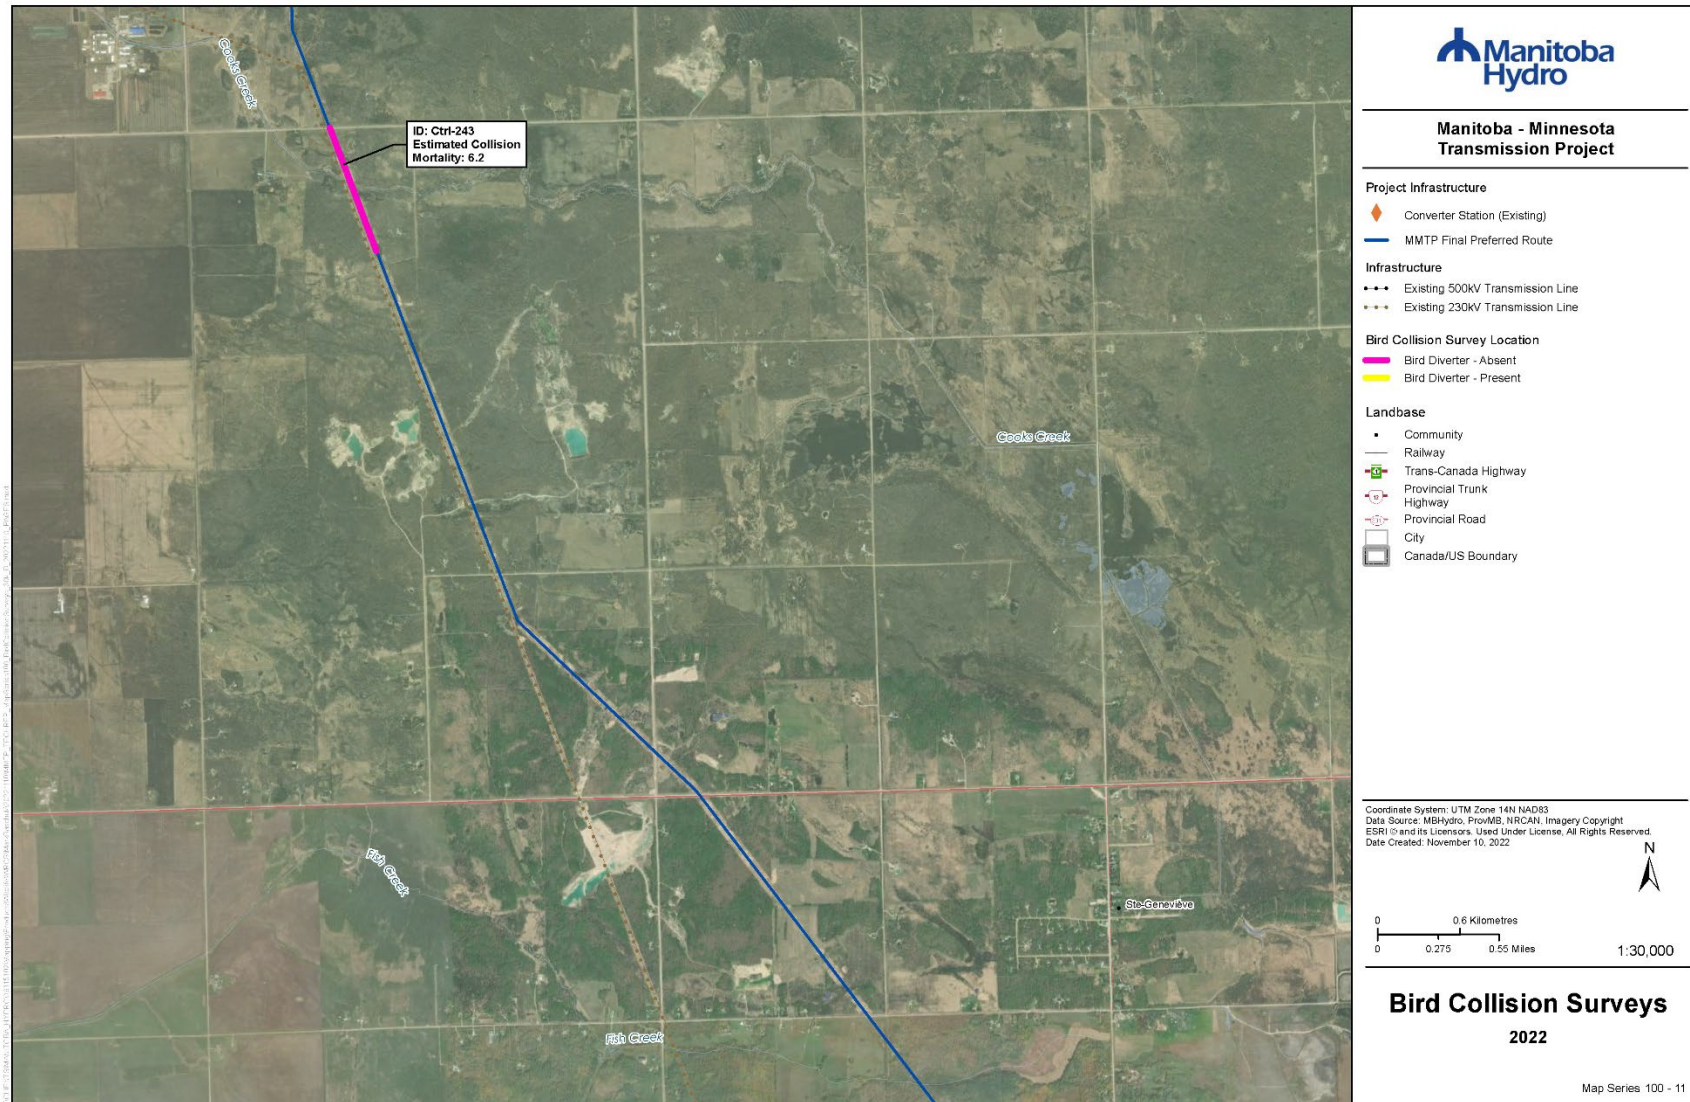 Cooks Creek
ID: Ctrl-243
Estimated Collision
Mortality: 6.2
Cooks Creek
Fish Creek
Ste-Geneviève
Fish Creek
Manitoba
Hydro
Manitoba - Minnesota
Transmission Project
Project Infrastructure
Converter Station (Existing)
MMTP Final Preferred Route
Infrastructure
Existing 500kV Transmission Line
Existing 230kV Transmission Line
Bird Collision Survey Location
Bird Diverter - Absent
Bird Diverter - Present
Landbase
Community
Railway
Trans-Canada Highway
Provincial Trunk
Highway
Provincial Road
City
Canada/US Boundary
Coordinate System: UTM Zone 14N NAD83
Data Source: MBHydro, ProvMB, NRCAN, Imagery Copyright
ESRI © and its Licensors. Used Under License, All Rights Reserved.
Date Created: November 10, 2022
N
0 0.6 Kilometres
0 0.275 0.55 Miles
1:30,000
Bird Collision Surveys
2022
Map Series 100 - 11